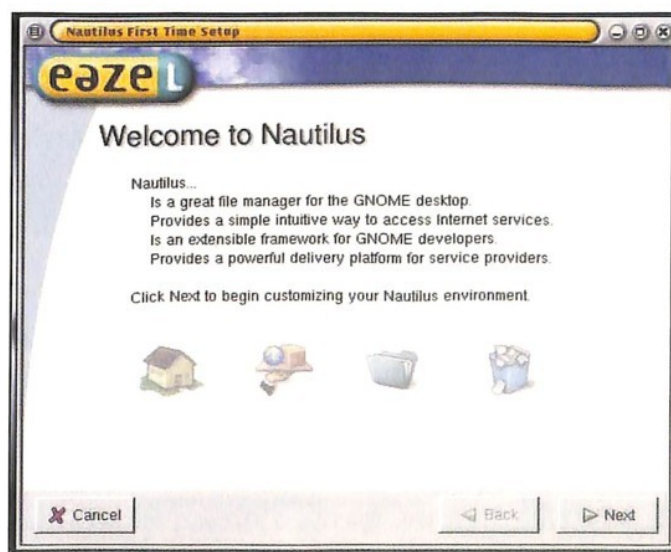 Nautilus First Time Setup
eazel
Welcome to Nautilus
Nautilus...
Is a great file manager for the GNOME desktop.
Provides a simple intuitive way to access Internet services.
Is an extensible framework for GNOME developers.
Provides a powerful delivery platform for service providers.
Click Next to begin customizing your Nautilus environment.
Cancel
Back
Next